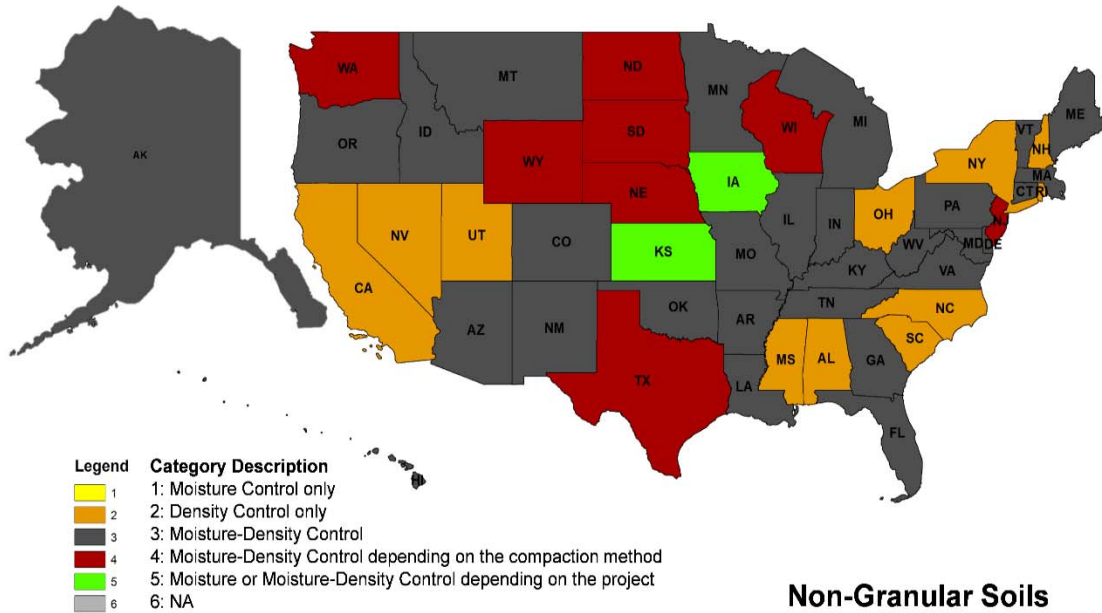 WA
ND
MT
MN
ME
VT
OR
ID
SD
WI
MI
NH
AK
WY
NY
MA
IA
CT
RI
NE
PA
OH
NJ
NV
UT
IL
IN
MD
DE
CO
WV
KS
MO
CA
KY
VA
TN
NC
OK
AZ
NM
AR
SC
MS
AL
GA
TX
LA
FL
HI
Legend Category Description
1 1: Moisture Control only
2 2: Density Control only
3 3: Moisture-Density Control
4 4: Moisture-Density Control depending on the compaction method
5 5: Moisture or Moisture-Density Control depending on the project
6 6: NA
Non-Granular Soils